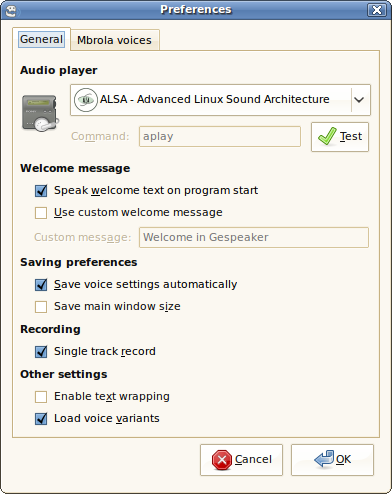 Preferences
General
Mbrola voices
Audio player
ALSA - Advanced Linux Sound Architecture
Command: aplay
Test
Welcome message
Speak welcome text on program start
Use custom welcome message
Custom message: Welcome in Gespeaker
Saving preferences
Save voice settings automatically
Save main window size
Recording
Single track record
Other settings
Enable text wrapping
Load voice variants
Cancel
OK